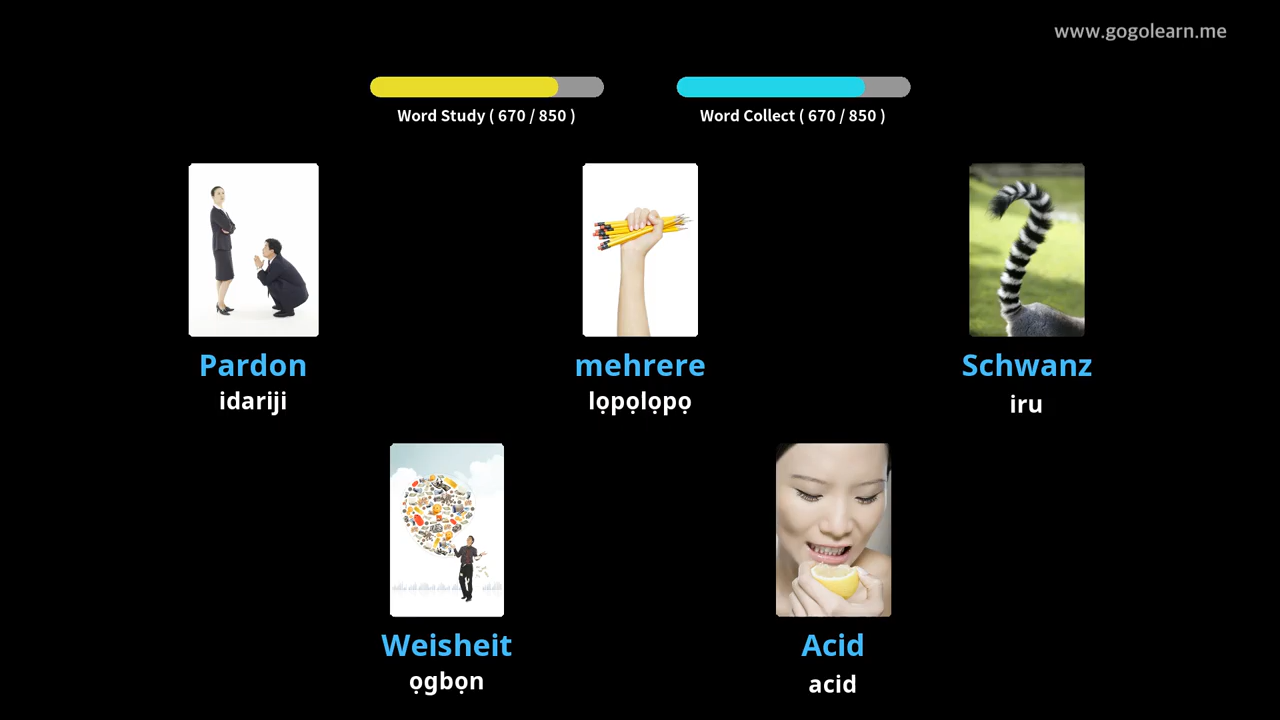 www.gogolearn.me
Word Study ( 670 / 850 )
Word Collect ( 670 / 850 )
Pardon
idariji
mehrere
lọpọlọpọ
Schwanz
iru
Weisheit
ọgbọn
Acid
acid